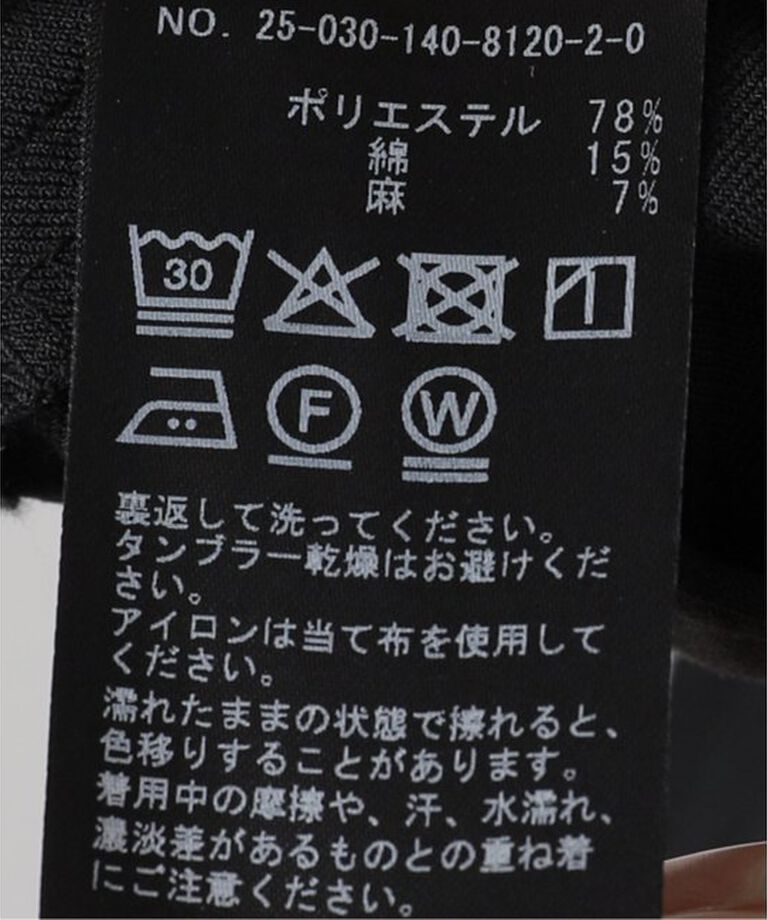 NO. 25-030-140-8120-2-0
ポリエステル 78%
綿 15%
麻 7%
30
F
W
裏返して洗ってください。
タンブラー乾燥はお避けくだ
さい。
アイロンは当て布を使用して
ください。
濡れたままの状態で擦れると、
色移りすることがあります。
着用中の摩擦や、汗、水濡れ、
濃淡差があるものとの重ね着
にご注意ください。